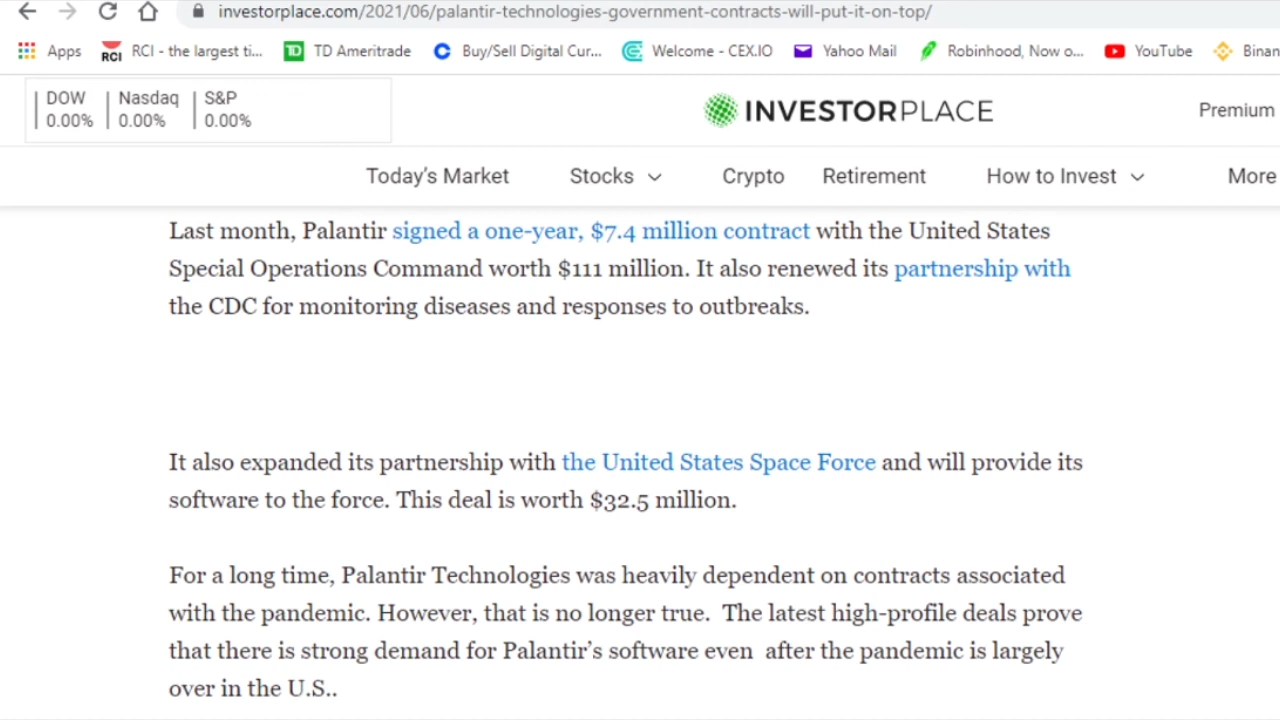 investorplace.com/2021/06/palantir-technologies-government-contracts-will-put-it-on-top/
Apps RCI RCI - the largest ti... TD TD Ameritrade Buy/Sell Digital Cur... Welcome - CEX.IO Yahoo Mail Robinhood, Now o... YouTube Binan
DOW Nasdaq S&P
0.00% 0.00% 0.00%
INVESTORPLACE
Premium
Today's Market Stocks Crypto Retirement How to Invest More
Last month, Palantir signed a one-year, $7.4 million contract with the United States
Special Operations Command worth $111 million. It also renewed its partnership with
the CDC for monitoring diseases and responses to outbreaks.
It also expanded its partnership with the United States Space Force and will provide its
software to the force. This deal is worth $32.5 million.
For a long time, Palantir Technologies was heavily dependent on contracts associated
with the pandemic. However, that is no longer true.  The latest high-profile deals prove
that there is strong demand for Palantir's software even  after the pandemic is largely
over in the U.S..